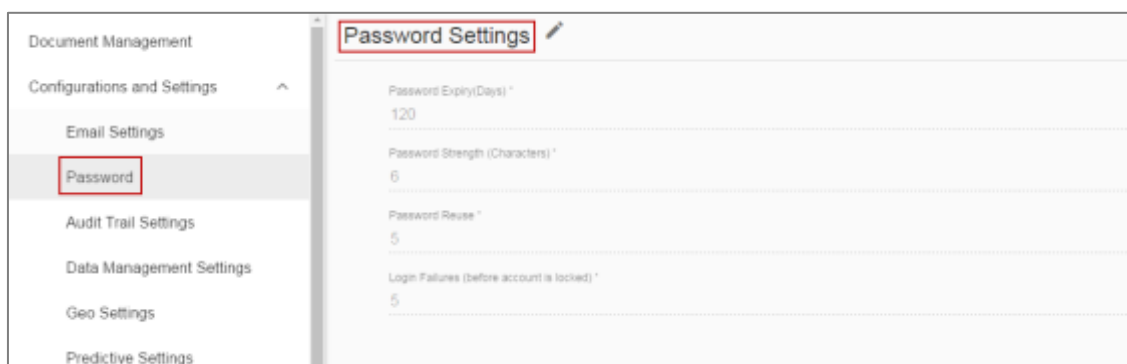 Document Management
Configurations and Settings
Email Settings
Password
Audit Trail Settings
Data Management Settings
Geo Settings
Predictive Settings
Password Settings
Password Expiry(Days) *
120
Password Strength (Characters) *
6
Password Reuse *
5
Login Failures (before account is locked) *
5